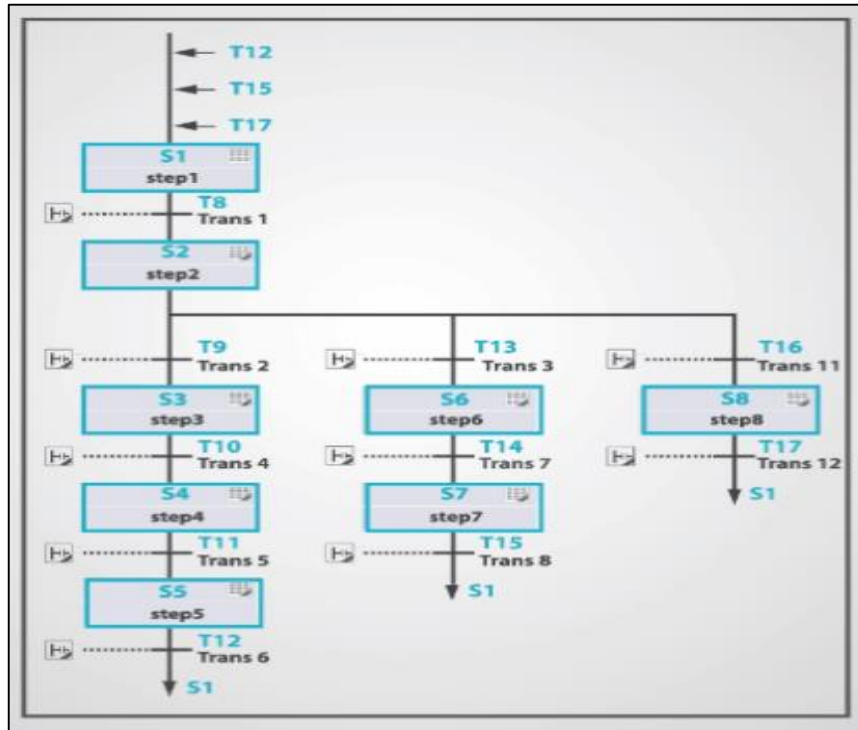 T12
T15
T17
S1
step1
T8
Trans 1
S2
step2
T9
Trans 2
T13
Trans 3
T16
Trans 11
S3
step3
S6
step6
S8
step8
T10
Trans 4
T14
Trans 7
T17
Trans 12
S4
step4
S7
step7
S1
T11
Trans 5
T15
Trans 8
S5
step5
S1
T12
Trans 6
S1